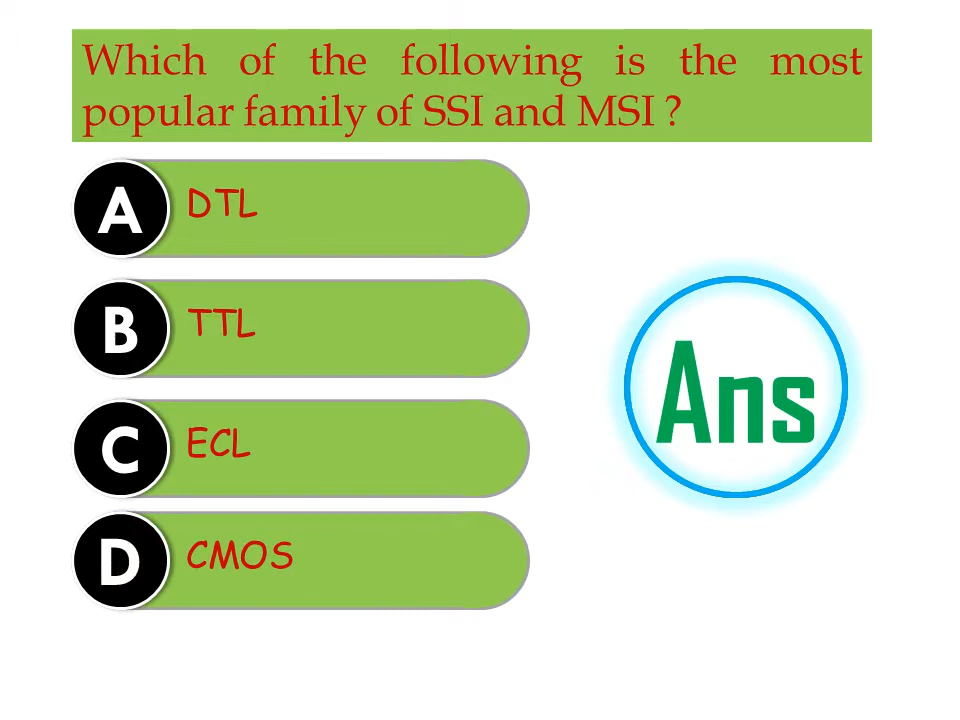 Which of the following is the most
popular family of SSI and MSI ?
A DTL
B TTL
Ans
C ECL
D CMOS